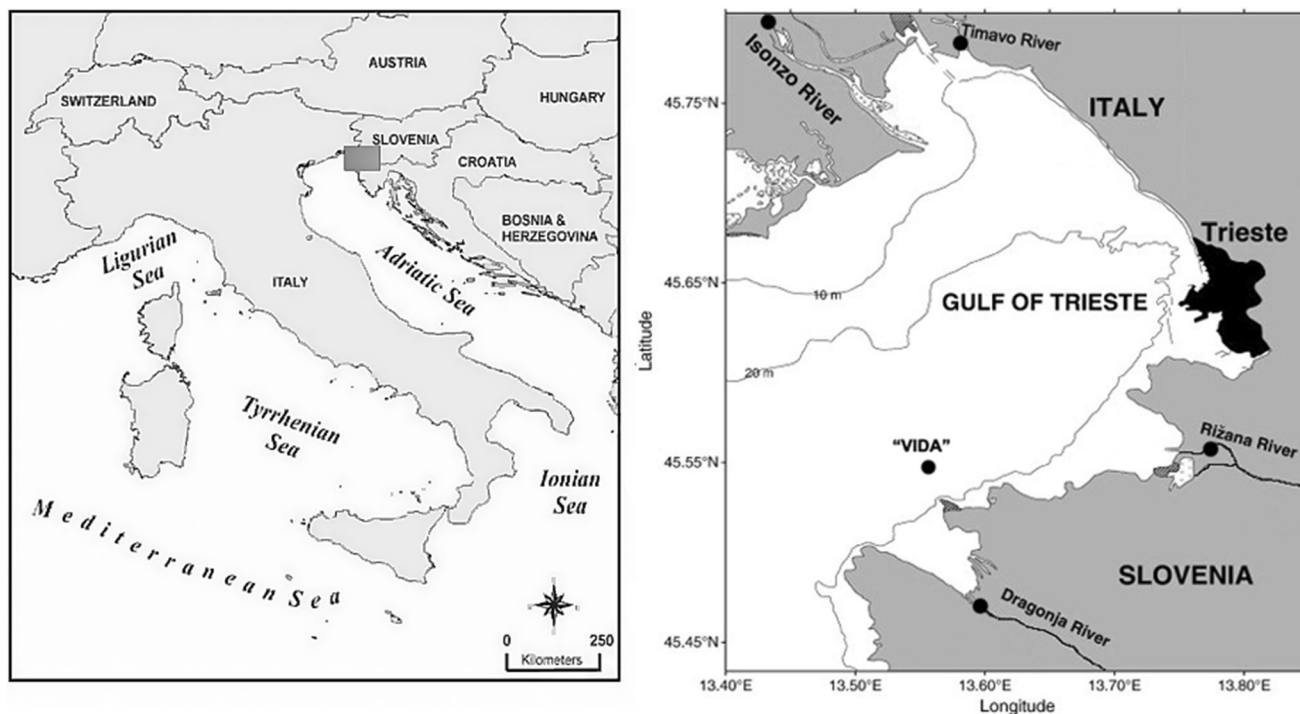 AUSTRIA
SWITZERLAND
HUNGARY
SLOVENIA
CROATIA
BOSNIA &
HERZEGOVINA
Ligurian
Sea
Adriatic Sea
ITALY
Tyrrhenian
Sea
Ionian
Sea
Mediterranean Sea
0 250
Kilometers
Timavo River
Isonzo River
ITALY
Trieste
10 m
GULF OF TRIESTE
20 m
"VIDA"
Rižana River
SLOVENIA
Dragonja River
45.75°N
45.65°N
45.55°N
45.45°N
Latitude
13.40°E 13.50°E 13.60°E 13.70°E 13.80°E
Longitude